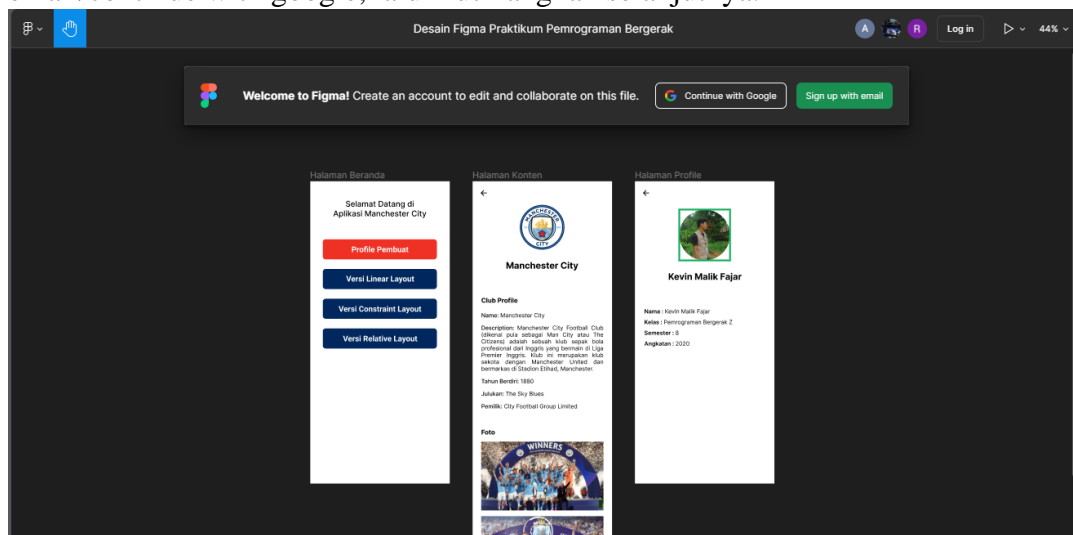 Desain Figma Praktikum Pemrograman Bergerak
A
R
Log in
44%
Welcome to Figma! Create an account to edit and collaborate on this file.
Continue with Google
Sign up with email
Halaman Beranda
Selamat Datang di
Aplikasi Manchester City
Profile Pembuat
Versi Linear Layout
Versi Constraint Layout
Versi Relative Layout
Halaman Konten
MANCHESTER
CITY
Manchester City
Club Profile
Name: Manchester City
Description: Manchester City Football Club
(dikenal pula sebagai Man City atau The
Citizens) adalah sebuah klub sepak bola
profesional dari Inggris yang bermain di Liga
Premier Inggris. Klub ini merupakan klub
sekota dengan Manchester United dan
bermarkas di Stadion Etihad, Manchester.
Tahun Berdiri: 1880
Julukan: The Sky Blues
Pemilik: City Football Group Limited
Foto
WINNERS
Halaman Profile
Kevin Malik Fajar
Nama : Kevin Malik Fajar
Kelas : Pemrograman Bergerak Z
Semester : 8
Angkatan : 2020